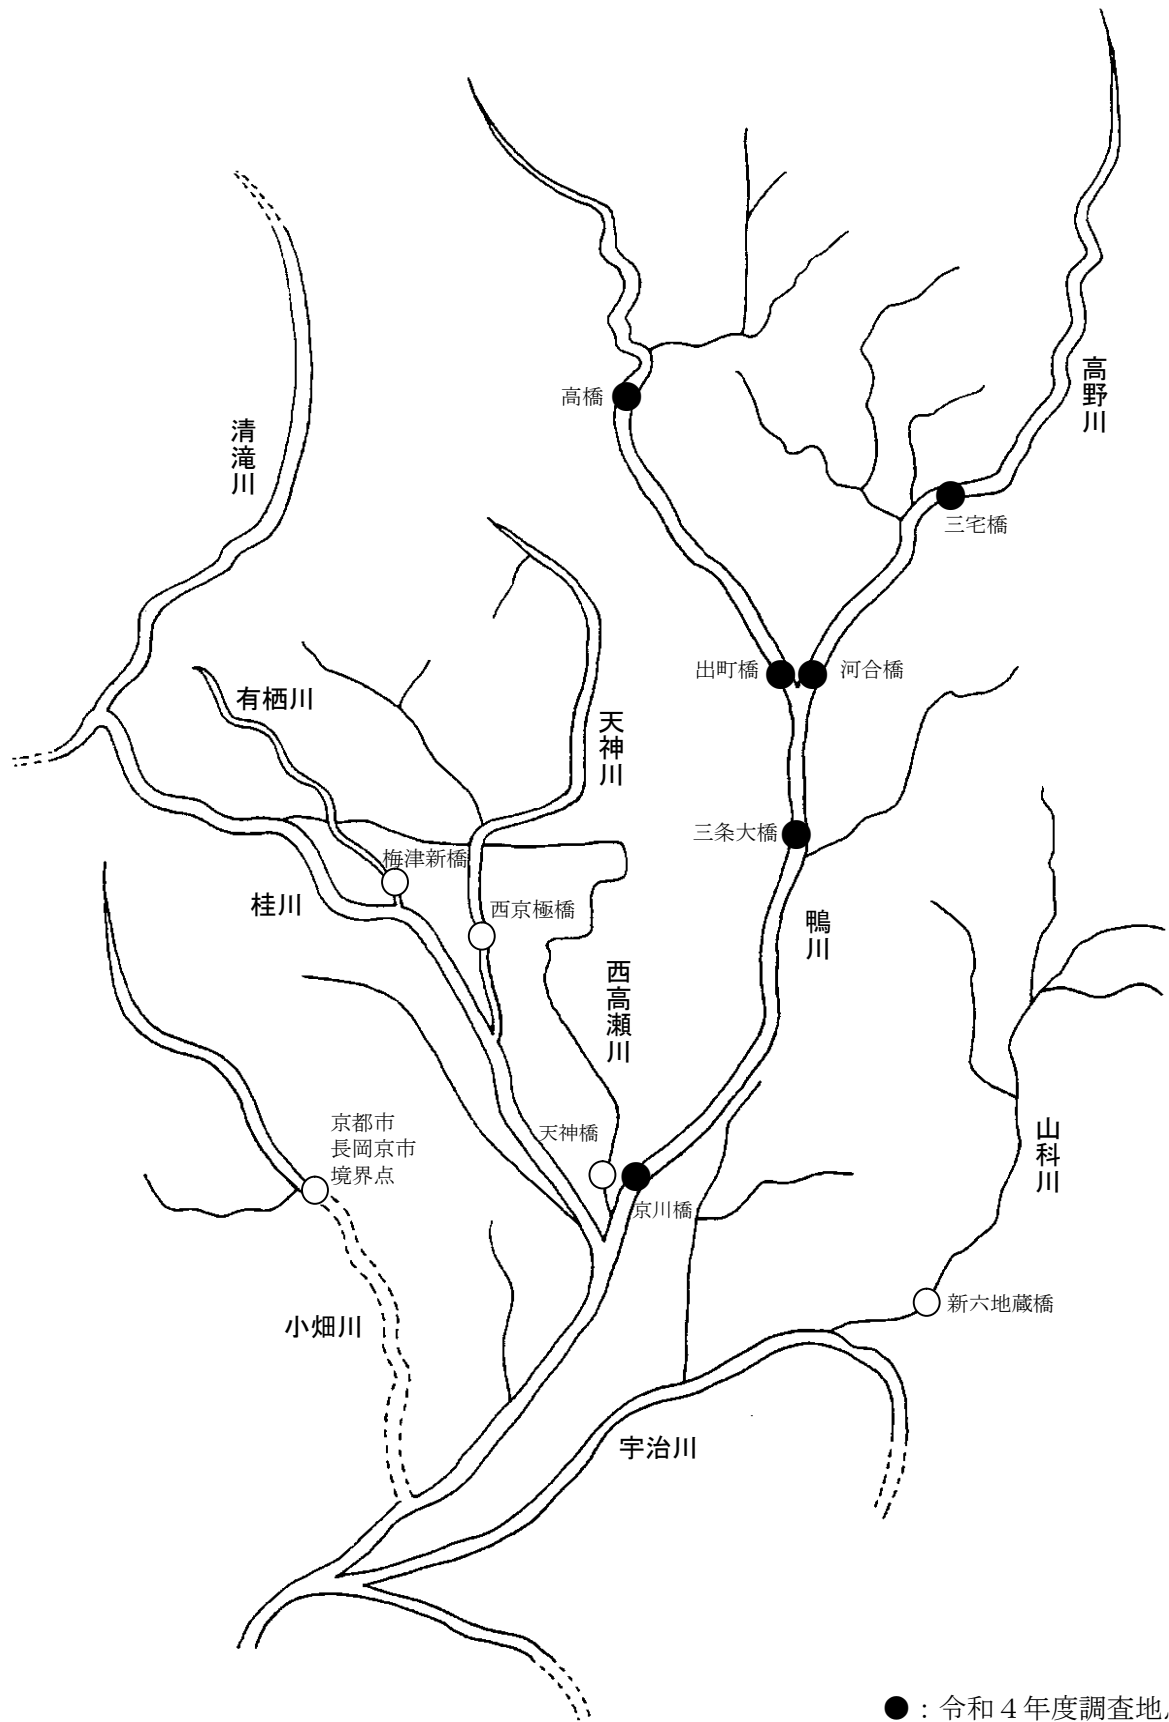 高野川
高橋
清滝川
三宅橋
出町橋
河合橋
有栖川
天神川
三条大橋
梅津新橋
桂川
西京極橋
鴨川
西高瀬川
京都市
長岡京市
境界点
天神橋
山科川
京川橋
新六地蔵橋
小畑川
宇治川
●：令和４年度調査地